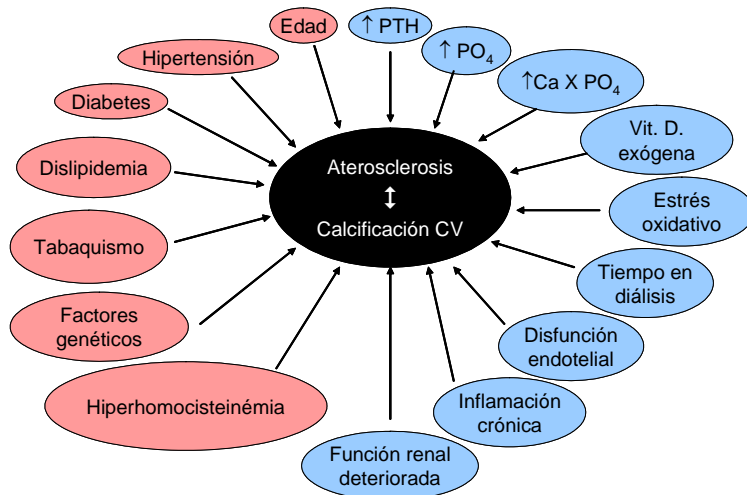 Edad
↑ PTH
↑ PO₄
↑Ca X PO₄
Hipertensión
Diabetes
Vit. D.
exógena
Dislipidemia
Aterosclerosis
↕
Calcificación CV
Estrés
oxidativo
Tabaquismo
Tiempo en
diálisis
Factores
genéticos
Disfunción
endotelial
Hiperhomocisteinémia
Inflamación
crónica
Función renal
deteriorada